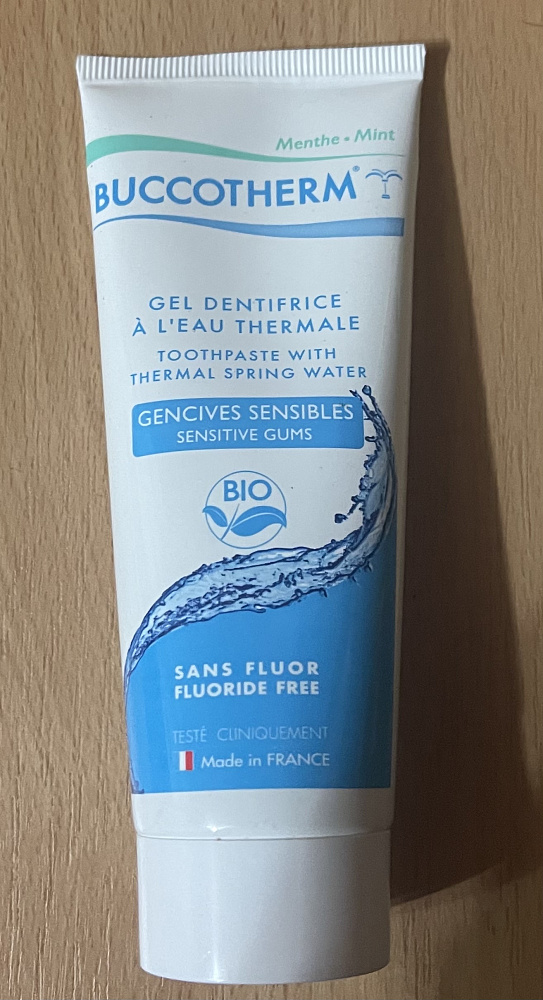 Menthe • Mint
BUCCOTHERM®
GEL DENTIFRICE
À L'EAU THERMALE
TOOTHPASTE WITH
THERMAL SPRING WATER
GENCIVES SENSIBLES
SENSITIVE GUMS
BIO
SANS FLUOR
FLUORIDE FREE
TESTÉ CLINIQUEMENT
Made in FRANCE